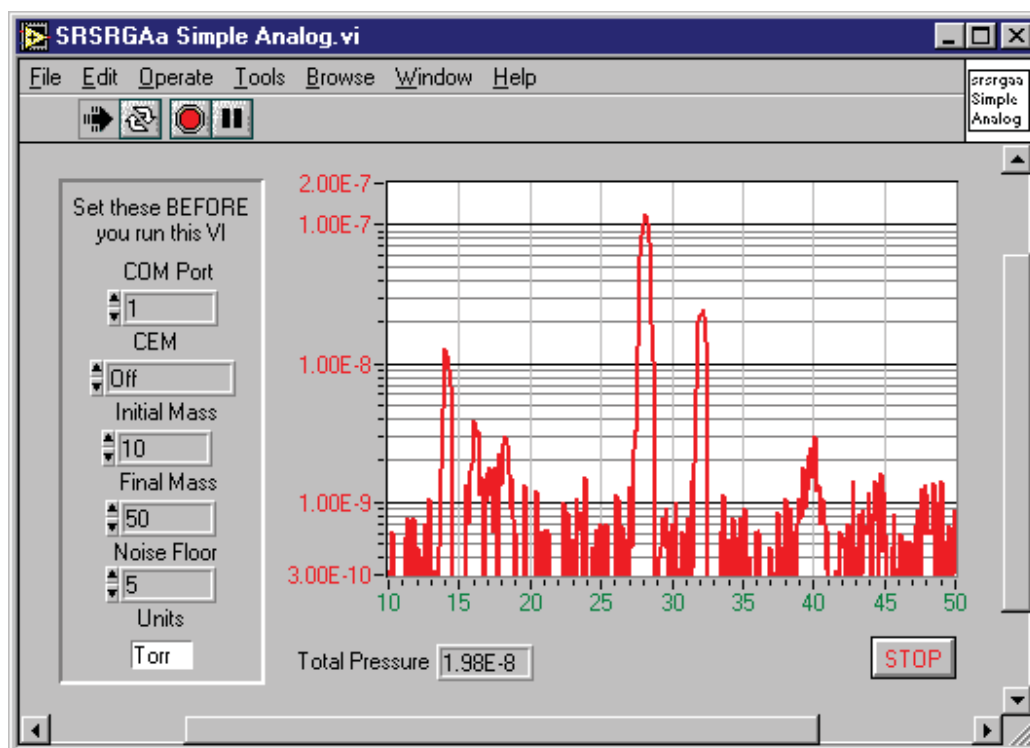 SRSRGAa Simple Analog.vi
File Edit Operate Tools Browse Window Help
srsrgaa
Simple
Analog
Set these BEFORE
you run this VI
COM Port
1
CEM
Off
Initial Mass
10
Final Mass
50
Noise Floor
5
Units
Torr
2.00E-7
1.00E-7
1.00E-8
1.00E-9
3.00E-10
10 15 20 25 30 35 40 45 50
Total Pressure 1.98E-8
STOP